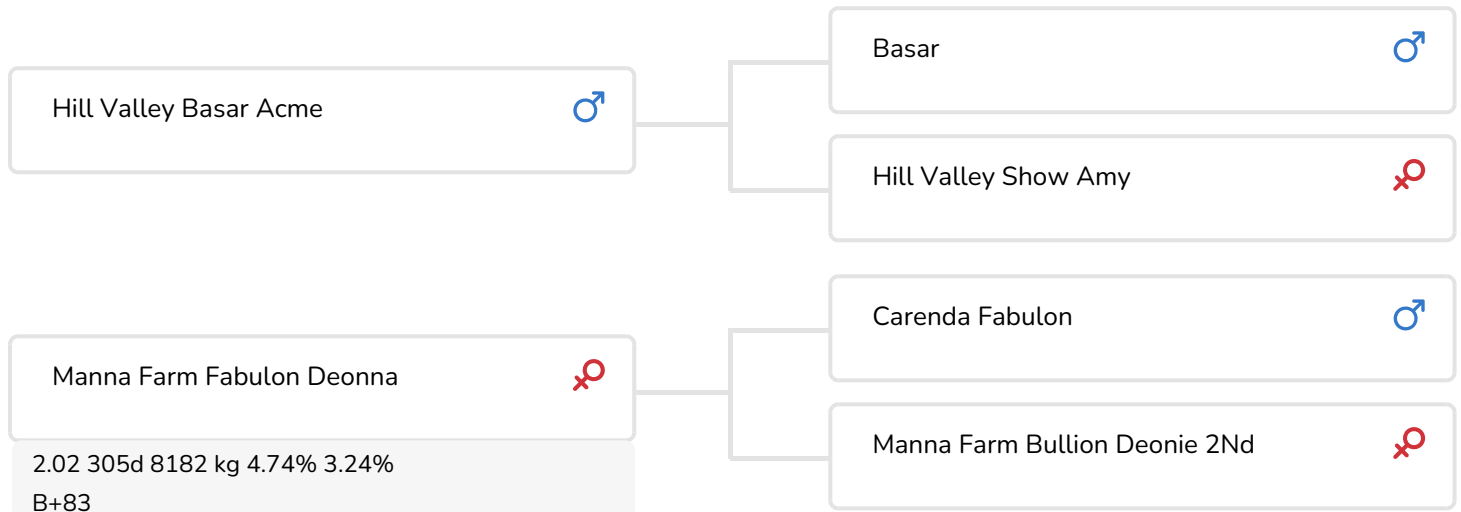 Basar
Hill Valley Basar Acme
Hill Valley Show Amy
Carenda Fabulon
Manna Farm Fabulon Deonna
Manna Farm Bullion Deonie 2Nd
2.02 305d 8182 kg 4.74% 3.24%
B+83